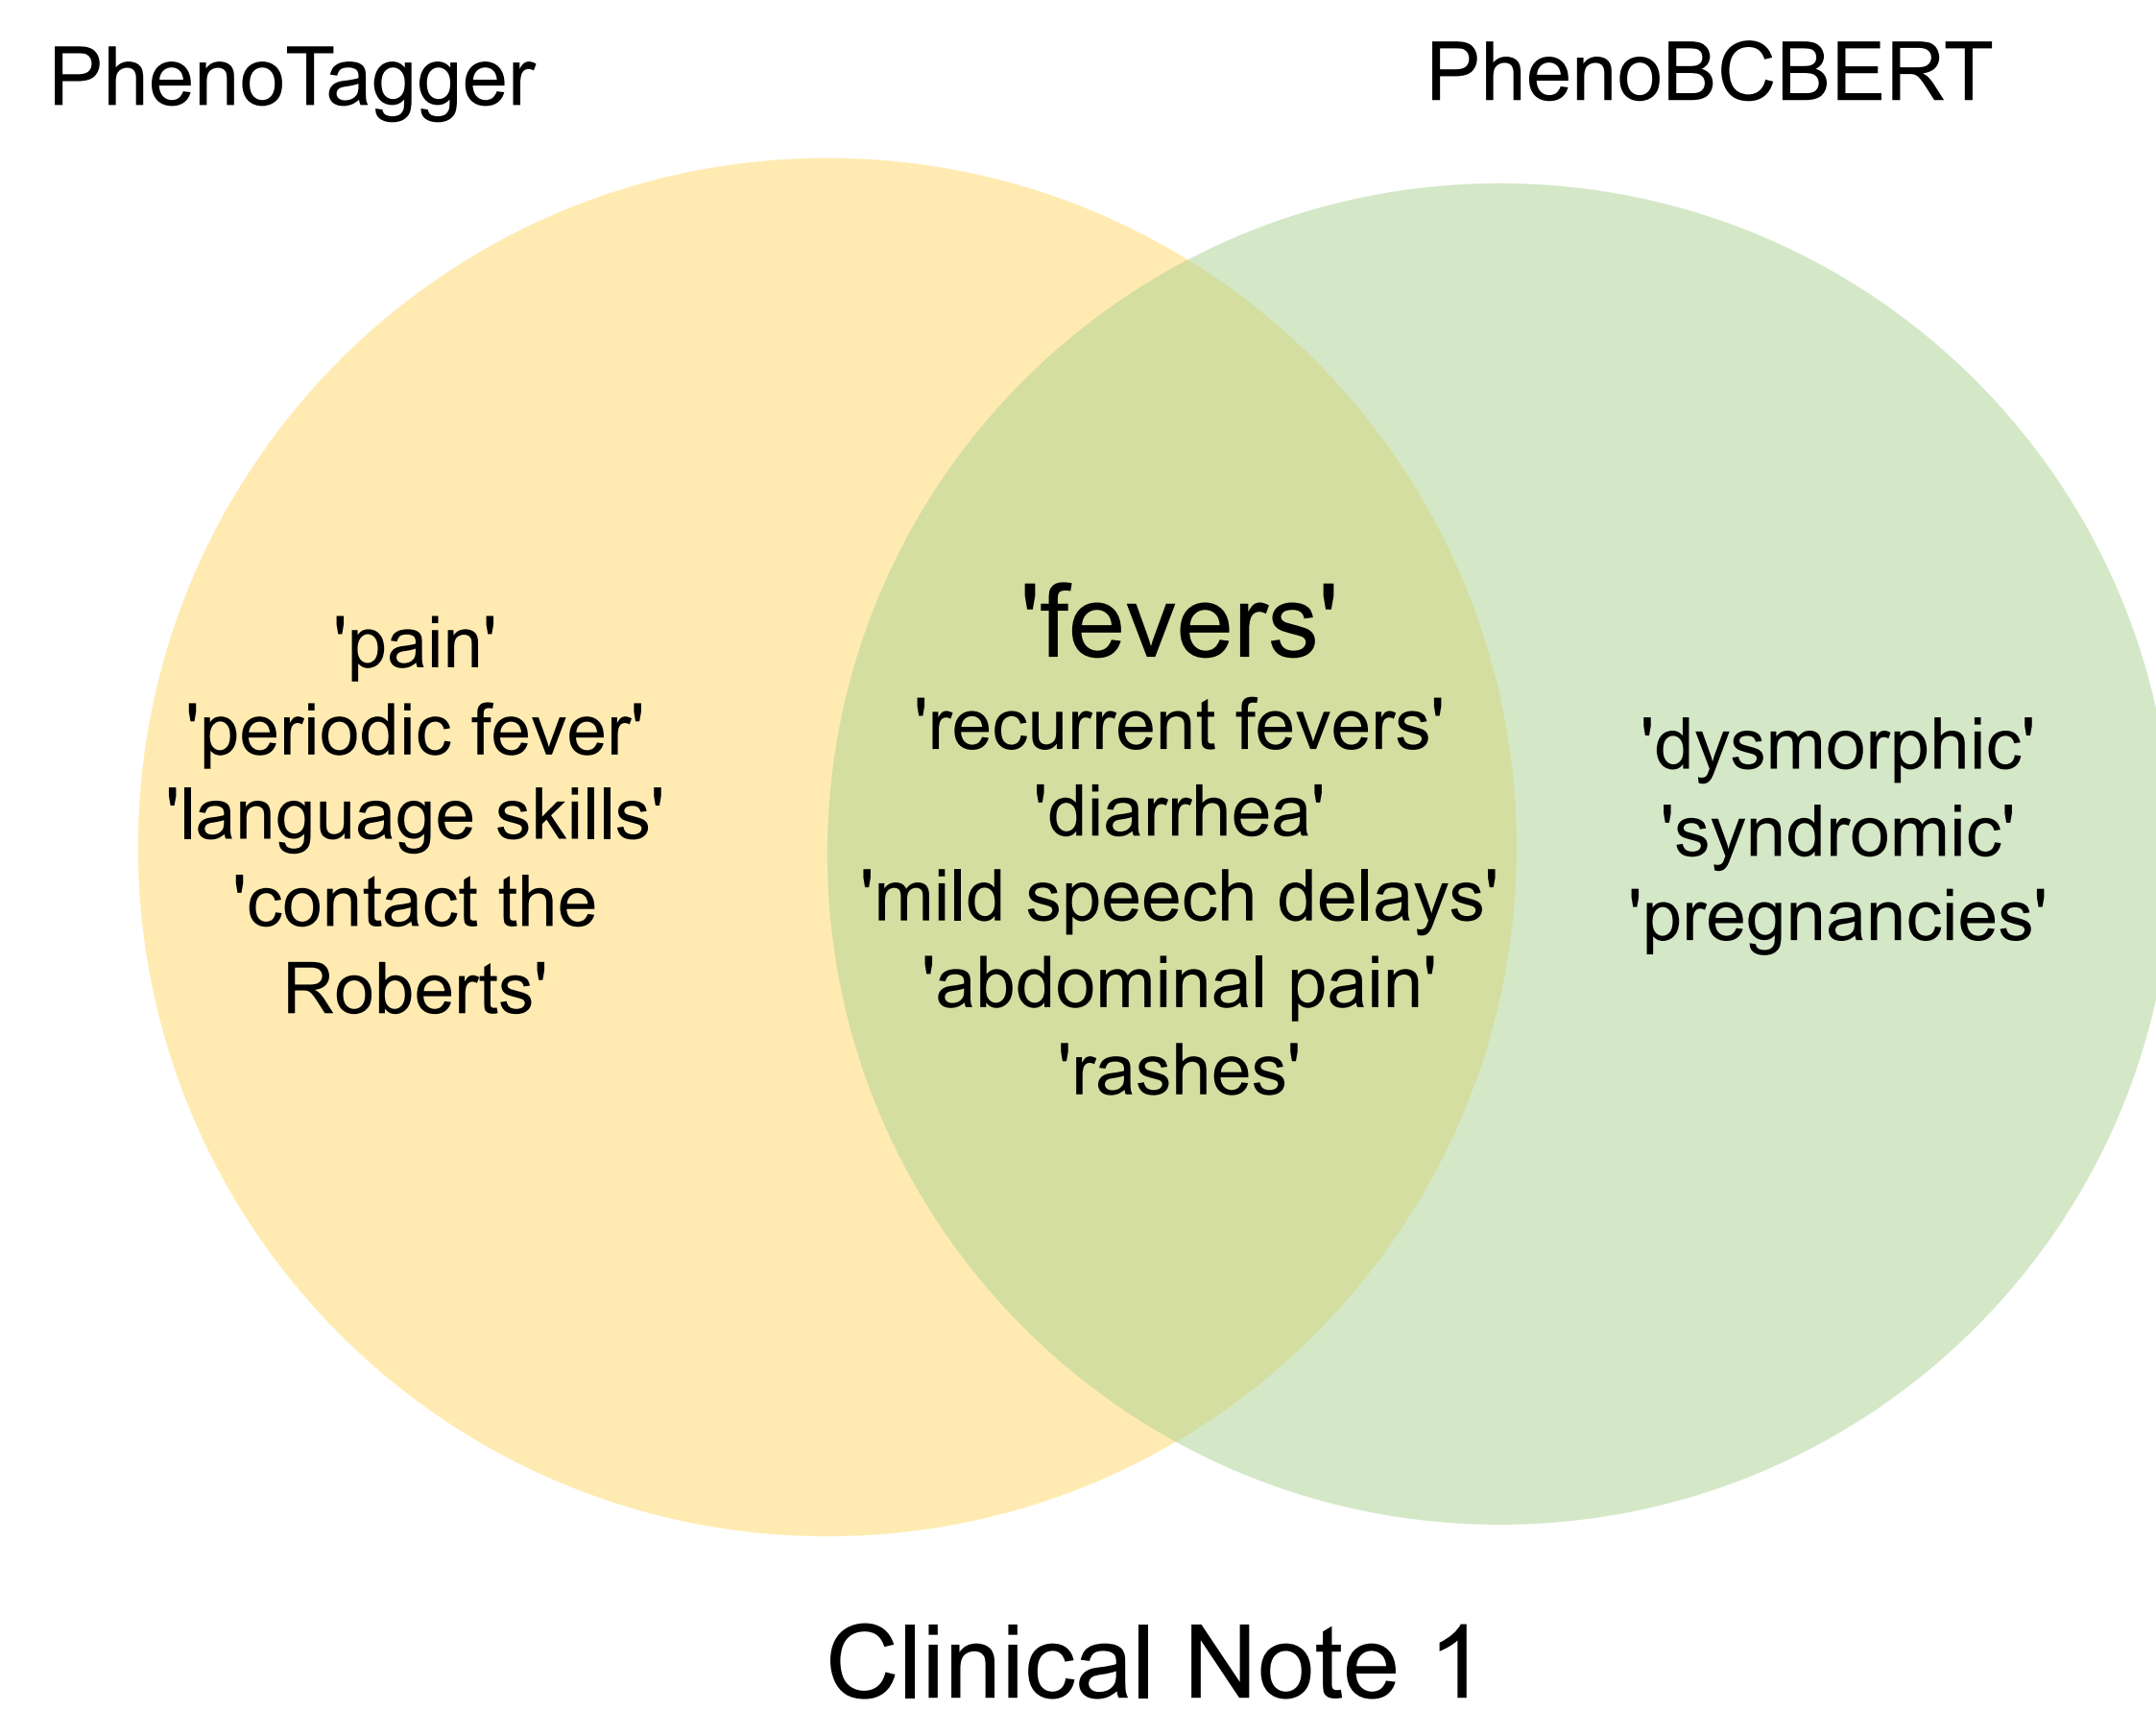 PhenoTagger
PhenoBCBERT
'pain'
'periodic fever'
'language skills'
'contact the
Roberts'
'fevers'
'recurrent fevers'
'diarrhea'
'mild speech delays'
'abdominal pain'
'rashes'
'dysmorphic'
'syndromic'
'pregnancies'
Clinical Note 1